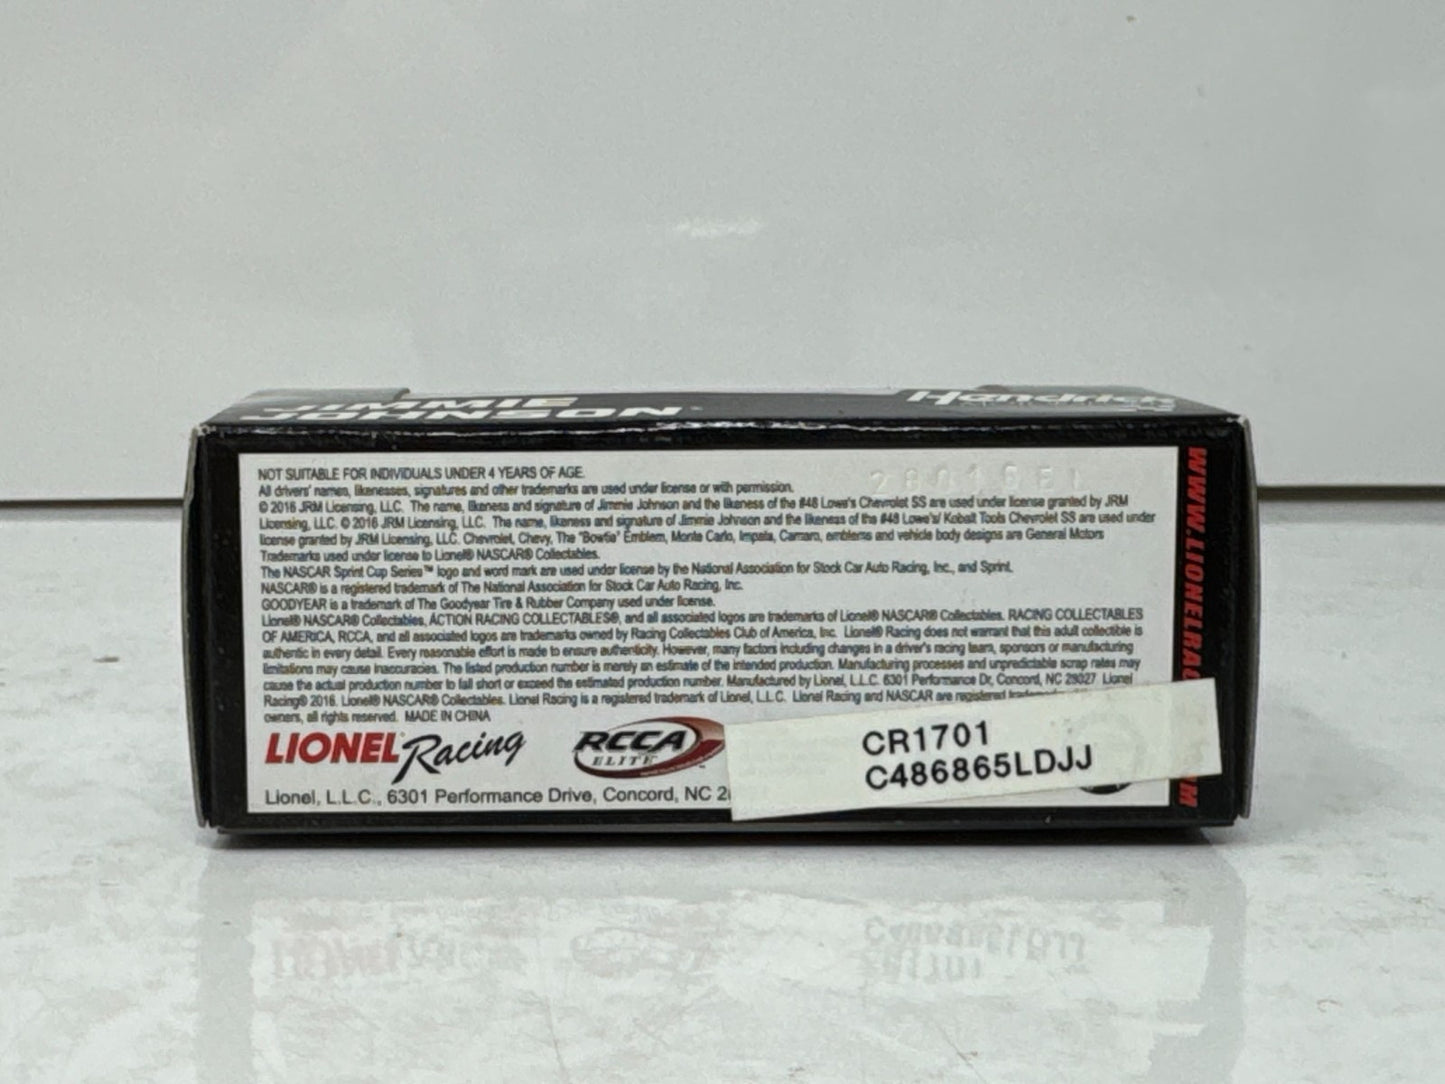 JIMMIE
JOHNSON
Hendrick
NOT SUITABLE FOR INDIVIDUALS UNDER 4 YEARS OF AGE.
All drivers' names, likenesses, signatures and other trademarks are used under license or with permission.
© 2016 JRM Licensing, LLC. The name, likeness and signature of Jimmie Johnson and the likeness of the #48 Lowe's Chevrolet SS are used under license granted by JRM
Licensing, LLC. © 2016 JRM Licensing, LLC. The name, likeness and signature of Jimmie Johnson and the likeness of the #48 Lowe's/ Kobalt Tools Chevrolet SS are used under
license granted by JRM Licensing, LLC. Chevrolet, Chevy, The "Bowtie" Emblem, Monte Carlo, Impala, Camaro, emblems and vehicle body designs are General Motors
Trademarks used under license to Lionel® NASCAR® Collectables.
The NASCAR Sprint Cup Series™ logo and word mark are used under license by the National Association for Stock Car Auto Racing, Inc., and Sprint.
NASCAR® is a registered trademark of The National Association for Stock Car Auto Racing, Inc.
GOODYEAR is a trademark of The Goodyear Tire & Rubber Company used under license.
Lionel® NASCAR® Collectables, ACTION RACING COLLECTABLES®, and all associated logos are trademarks of Lionel® NASCAR® Collectables. RACING COLLECTABLES
OF AMERICA, RCCA, and all associated logos are trademarks owned by Racing Collectables Club of America, Inc. Lionel® Racing does not warrant that this adult collectible is
authentic in every detail. Every reasonable effort is made to ensure authenticity. However, many factors including changes in a driver's racing team, sponsors or manufacturing
limitations may cause inaccuracies. The listed production number is merely an estimate of the intended production. Manufacturing processes and unpredictable scrap rates may
cause the actual production number to fall short or exceed the estimated production number. Manufactured by Lionel, L.L.C. 6301 Performance Dr, Concord, NC 28027 Lionel
Racing® 2016. Lionel® NASCAR® Collectables. Lionel Racing is a registered trademark of Lionel, L.L.C. Lionel Racing and NASCAR are registered
owners, all rights reserved. MADE IN CHINA
LIONEL Racing
RCCA
ELITE™
Lionel, L.L.C., 6301 Performance Drive, Concord, NC 2
CR1701
C486865LDJJ
WWW.LIONELRAC
M